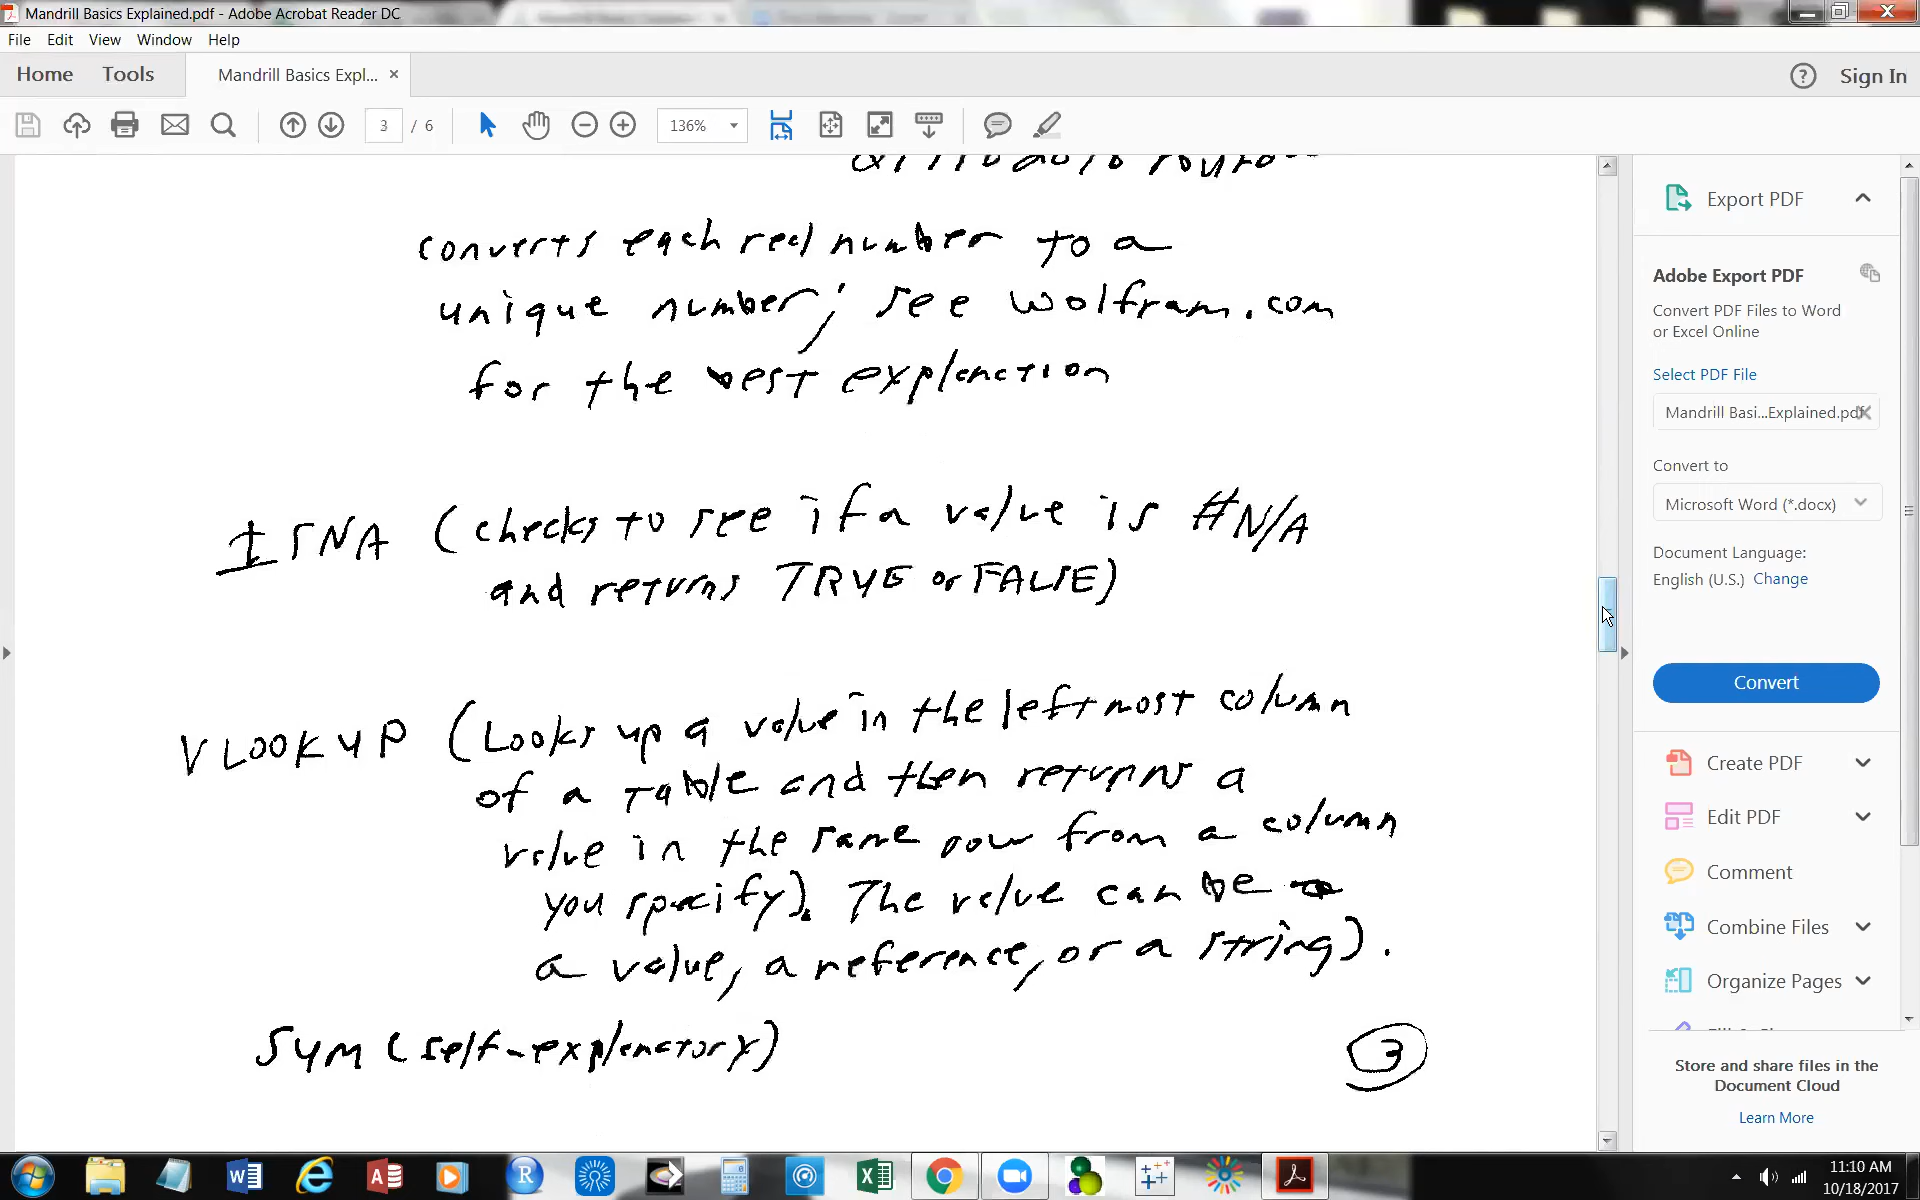 Mandrill Basics Explained.pdf - Adobe Acrobat Reader DC
File Edit View Window Help
Home Tools Mandrill Basics Expl... × ? Sign In
3 / 6 136%
converts each red number to a
unique number; see wolfram.com
for the best explanation
ISNA (checks to see if a value is #N/A
and returns TRUE or FALSE)
VLOOKUP (Looks up a value in the leftmost column
of a table and then returns a
value in the same row from a column
you specify). The value can be
a value, a reference, or a string).
SUM (self-explanatory)
3
Export PDF
Adobe Export PDF
Convert PDF Files to Word
or Excel Online
Select PDF File
Mandrill Basi...Explained.pdf
Convert to
Microsoft Word (*.docx)
Document Language:
English (U.S.) Change
Convert
Create PDF
Edit PDF
Comment
Combine Files
Organize Pages
Store and share files in the
Document Cloud
Learn More
11:10 AM
10/18/2017